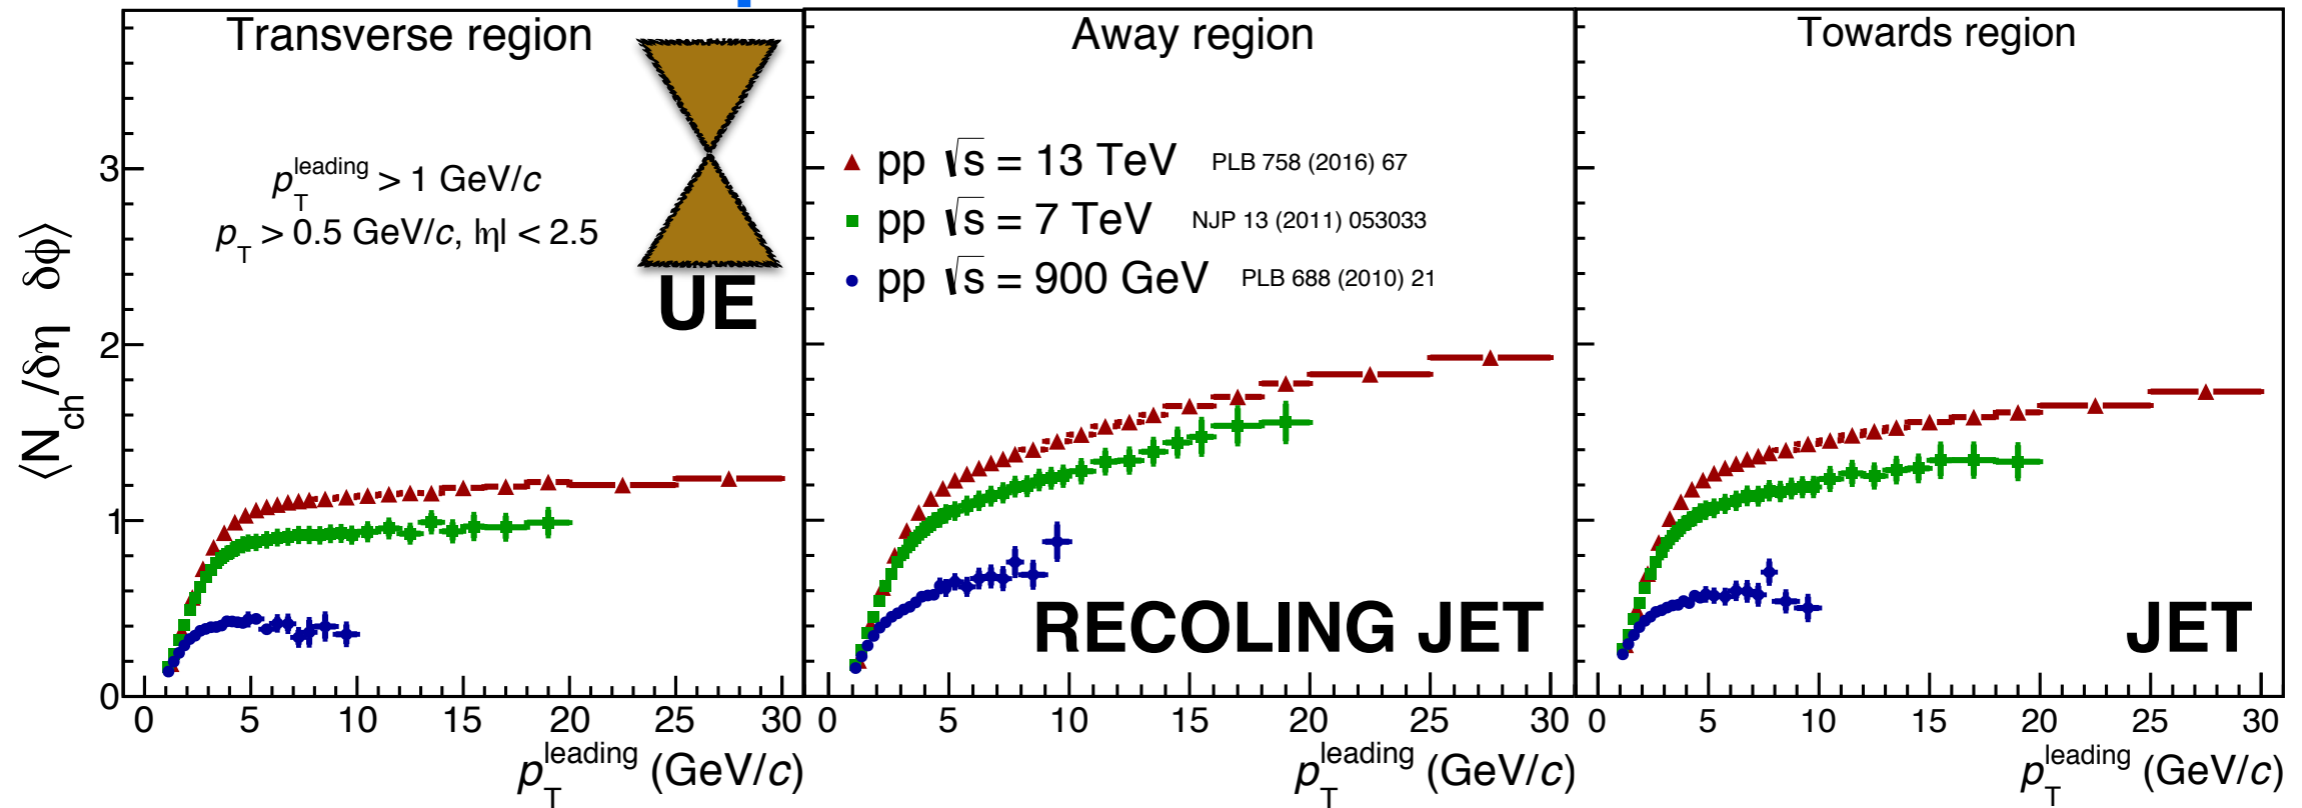 Transverse region
Away region
Towards region
p_T^leading > 1 GeV/c
p_T > 0.5 GeV/c, |η| < 2.5
UE
pp √s = 13 TeV PLB 758 (2016) 67
pp √s = 7 TeV NJP 13 (2011) 053033
pp √s = 900 GeV PLB 688 (2010) 21
RECOLING JET
JET
⟨N_ch/δη δφ⟩
3
2
1
0
0 5 10 15 20 25 30
0 5 10 15 20 25 30
0 5 10 15 20 25 30
p_T^leading (GeV/c)
p_T^leading (GeV/c)
p_T^leading (GeV/c)